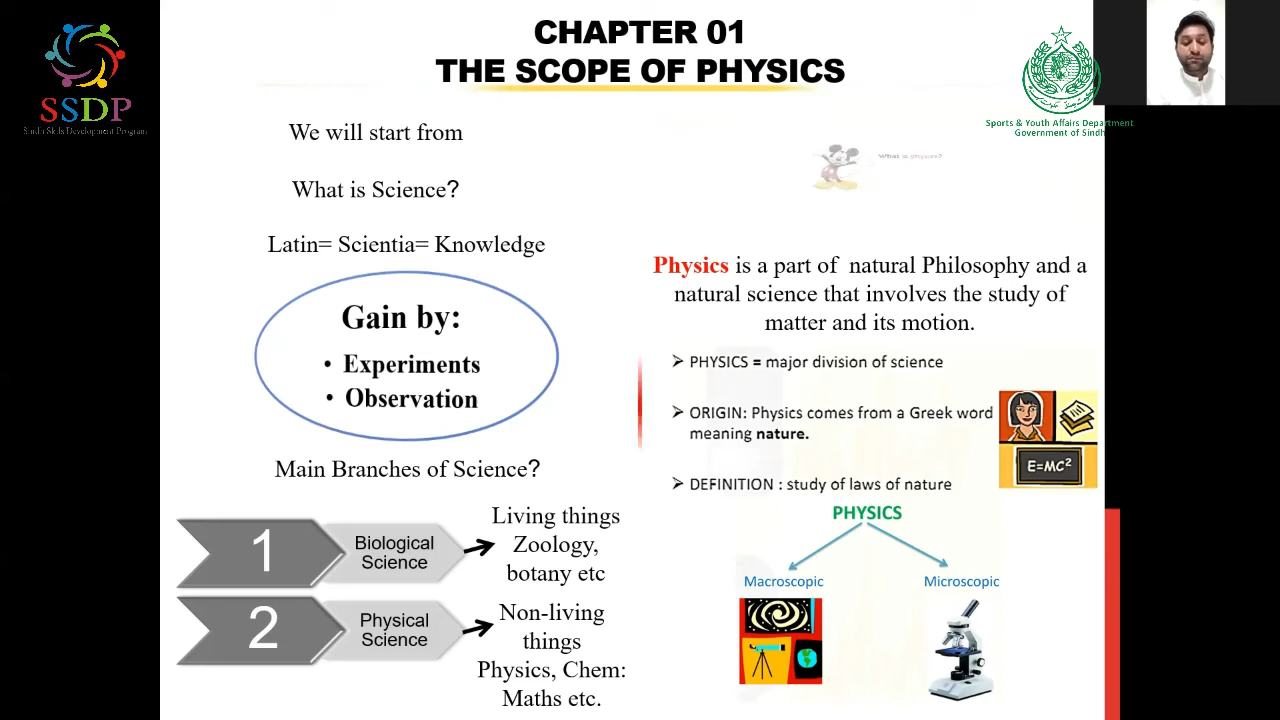 CHAPTER 01
THE SCOPE OF PHYSICS
SSDP
Sindh Skills Development Program
Sports & Youth Affairs Department
Government of Sindh
We will start from
What is Science?
Latin= Scientia= Knowledge
Gain by:
• Experiments
• Observation
Main Branches of Science?
1
Biological
Science
Living things
Zoology,
botany etc
2
Physical
Science
Non-living
things
Physics, Chem:
Maths etc.
What is physics?
Physics is a part of natural Philosophy and a
natural science that involves the study of
matter and its motion.
➢ PHYSICS = major division of science
➢ ORIGIN: Physics comes from a Greek word
meaning nature.
E=MC²
➢ DEFINITION : study of laws of nature
PHYSICS
Macroscopic
Microscopic